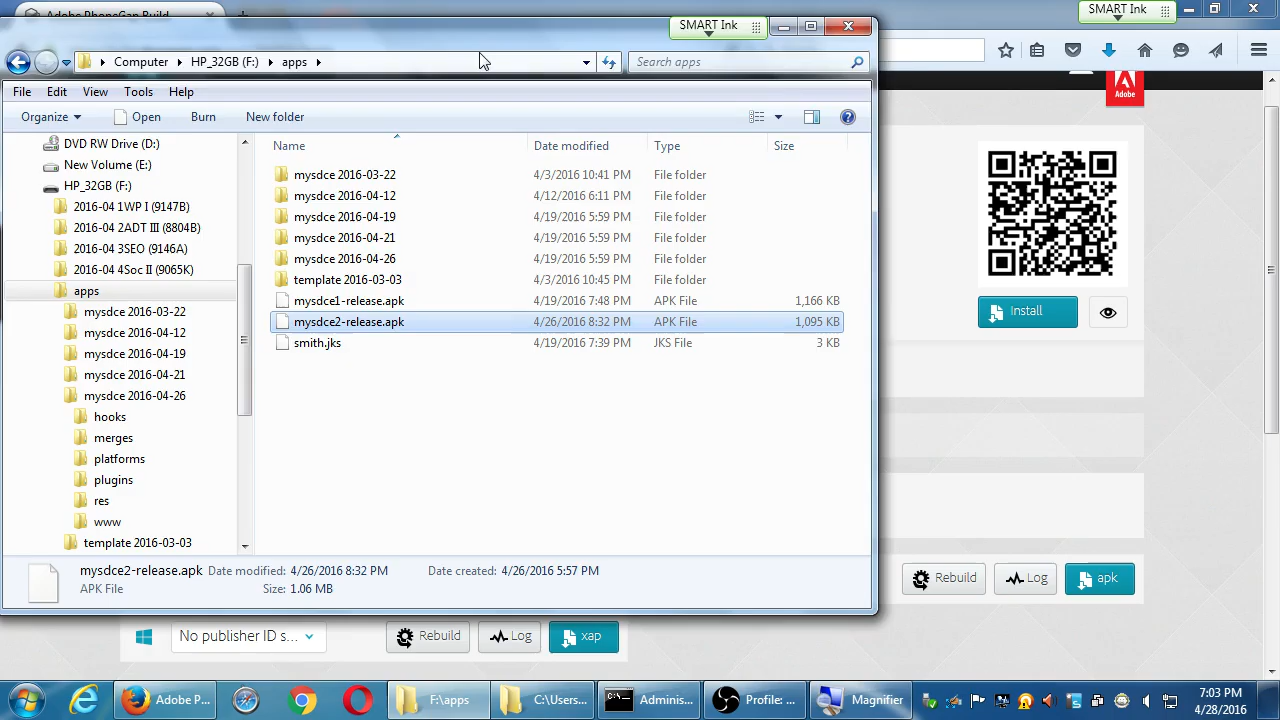 Adobe PhoneGap Build
SMART Ink
SMART Ink
Computer
HP_32GB (F:)
apps
Search apps
File
Edit
View
Tools
Help
Organize
Open
Burn
New folder
Adobe
DVD RW Drive (D:)
New Volume (E:)
HP_32GB (F:)
2016-04 1WP I (9147B)
2016-04 2ADT III (8804B)
2016-04 3SEO (9146A)
2016-04 4Soc II (9065K)
apps
mysdce 2016-03-22
mysdce 2016-04-12
mysdce 2016-04-19
mysdce 2016-04-21
mysdce 2016-04-26
hooks
merges
platforms
plugins
res
www
template 2016-03-03
Name Date modified Type Size
mysdce 2016-03-22 4/3/2016 10:41 PM File folder
mysdce 2016-04-12 4/12/2016 6:11 PM File folder
mysdce 2016-04-19 4/19/2016 5:59 PM File folder
mysdce 2016-04-21 4/19/2016 5:59 PM File folder
mysdce 2016-04-26 4/19/2016 5:59 PM File folder
template 2016-03-03 4/3/2016 10:45 PM File folder
mysdce1-release.apk 4/19/2016 7:48 PM APK File 1,166 KB
mysdce2-release.apk 4/26/2016 8:32 PM APK File 1,095 KB
smith.jks 4/19/2016 7:39 PM JKS File 3 KB
mysdce2-release.apk Date modified: 4/26/2016 8:32 PM Date created: 4/26/2016 5:57 PM
APK File Size: 1.06 MB
Install
Rebuild
Log
apk
No publisher ID s...
Rebuild
Log
xap
Adobe P...
F:\apps
C:\Users...
Adminis...
Profile: ...
Magnifier
7:03 PM
4/28/2016